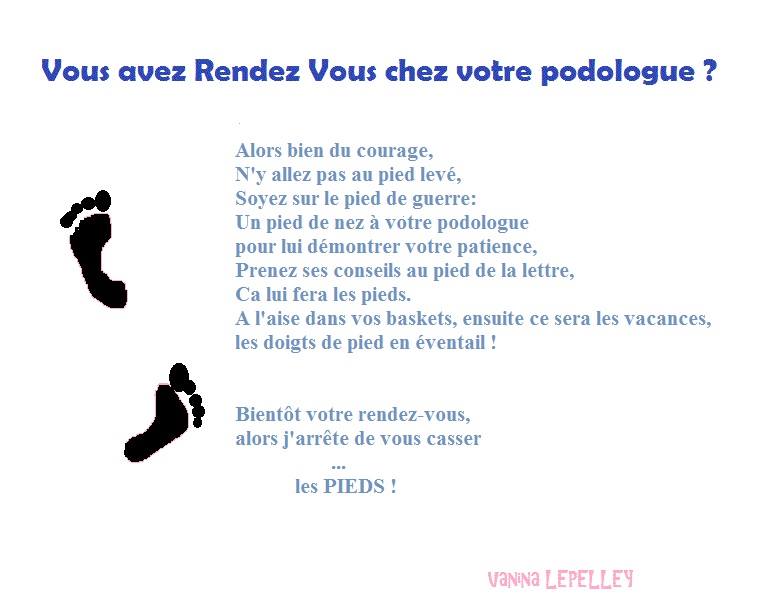 Vous avez Rendez Vous chez votre podologue ?
Alors bien du courage,
N'y allez pas au pied levé,
Soyez sur le pied de guerre:
Un pied de nez à votre podologue
pour lui démontrer votre patience,
Prenez ses conseils au pied de la lettre,
Ca lui fera les pieds.
A l'aise dans vos baskets, ensuite ce sera les vacances,
les doigts de pied en éventail !
Bientôt votre rendez-vous,
alors j'arrête de vous casser
...
les PIEDS !
Vanina LEPELLEY